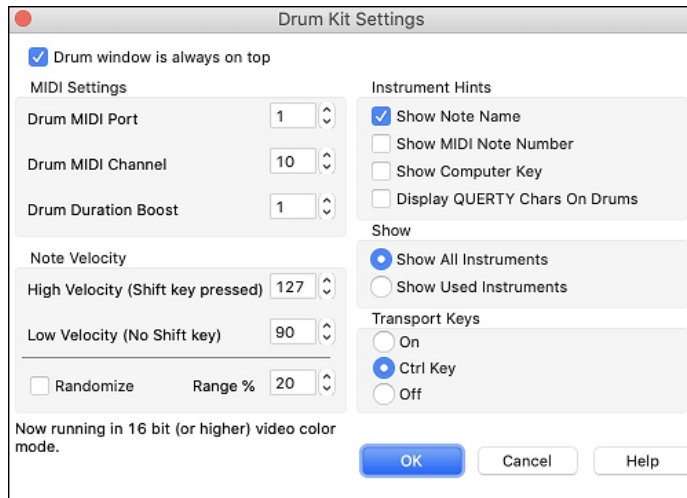 Drum Kit Settings
Drum window is always on top
MIDI Settings
Drum MIDI Port 1
Drum MIDI Channel 10
Drum Duration Boost 1
Note Velocity
High Velocity (Shift key pressed) 127
Low Velocity (No Shift key) 90
Randomize Range % 20
Now running in 16 bit (or higher) video color
mode.
Instrument Hints
Show Note Name
Show MIDI Note Number
Show Computer Key
Display QUERTY Chars On Drums
Show
Show All Instruments
Show Used Instruments
Transport Keys
On
Ctrl Key
Off
OK Cancel Help